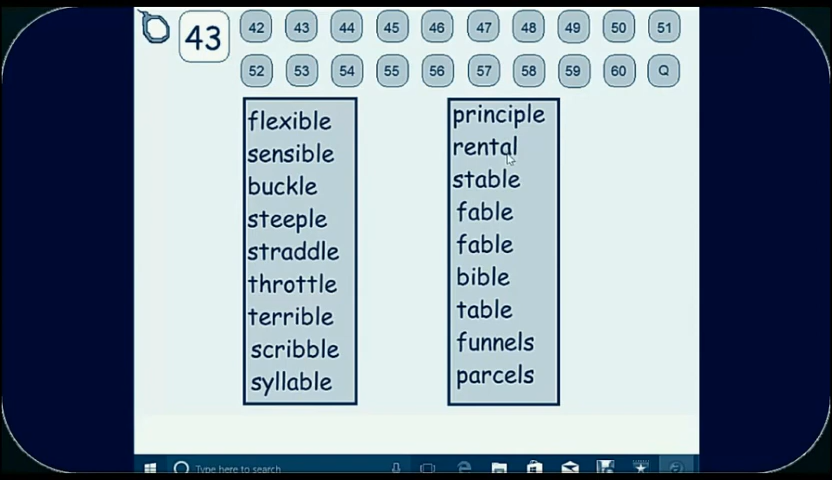 43
42 43 44 45 46 47 48 49 50 51
52 53 54 55 56 57 58 59 60 Q
flexible
sensible
buckle
steeple
straddle
throttle
terrible
scribble
syllable
principle
rental
stable
fable
fable
bible
table
funnels
parcels
Type here to search